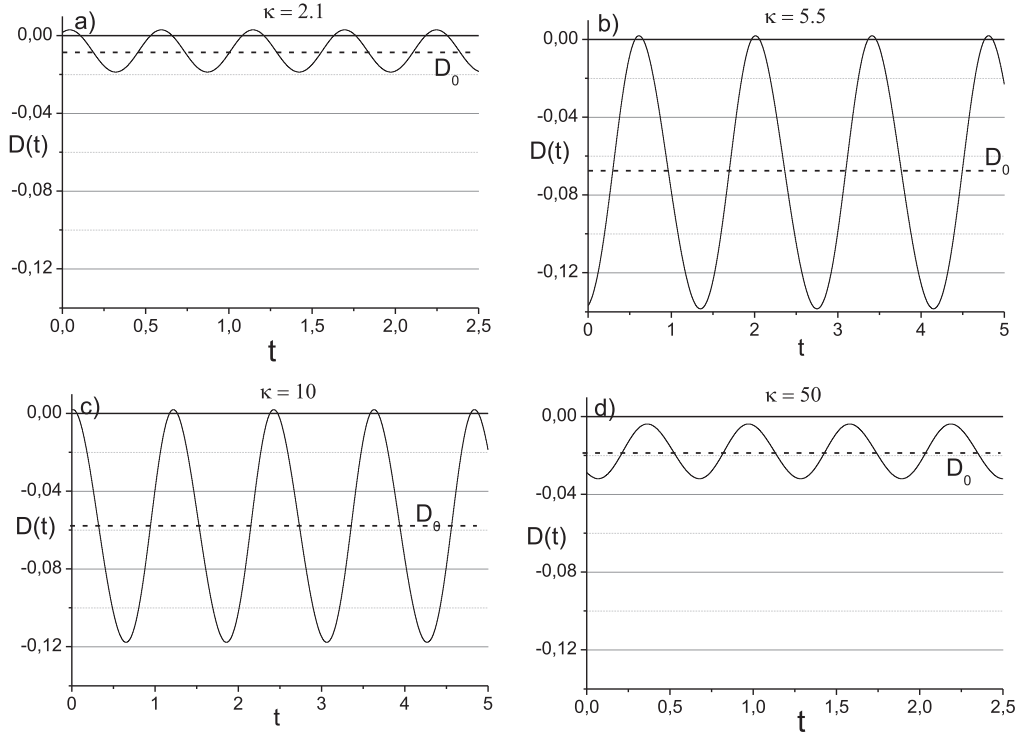 a)
κ = 2.1
0,00
-0,04
-0,08
-0,12
D(t)
D0
0,0 0,5 1,0 1,5 2,0 2,5
t
b)
κ = 5.5
0,00
-0,04
-0,08
-0,12
D(t)
D0
0 1 2 3 4 5
t
c)
κ = 10
0,00
-0,04
-0,08
-0,12
D(t)
D0
0 1 2 3 4 5
t
d)
κ = 50
0,00
-0,04
-0,08
-0,12
D(t)
D0
0,0 0,5 1,0 1,5 2,0 2,5
t